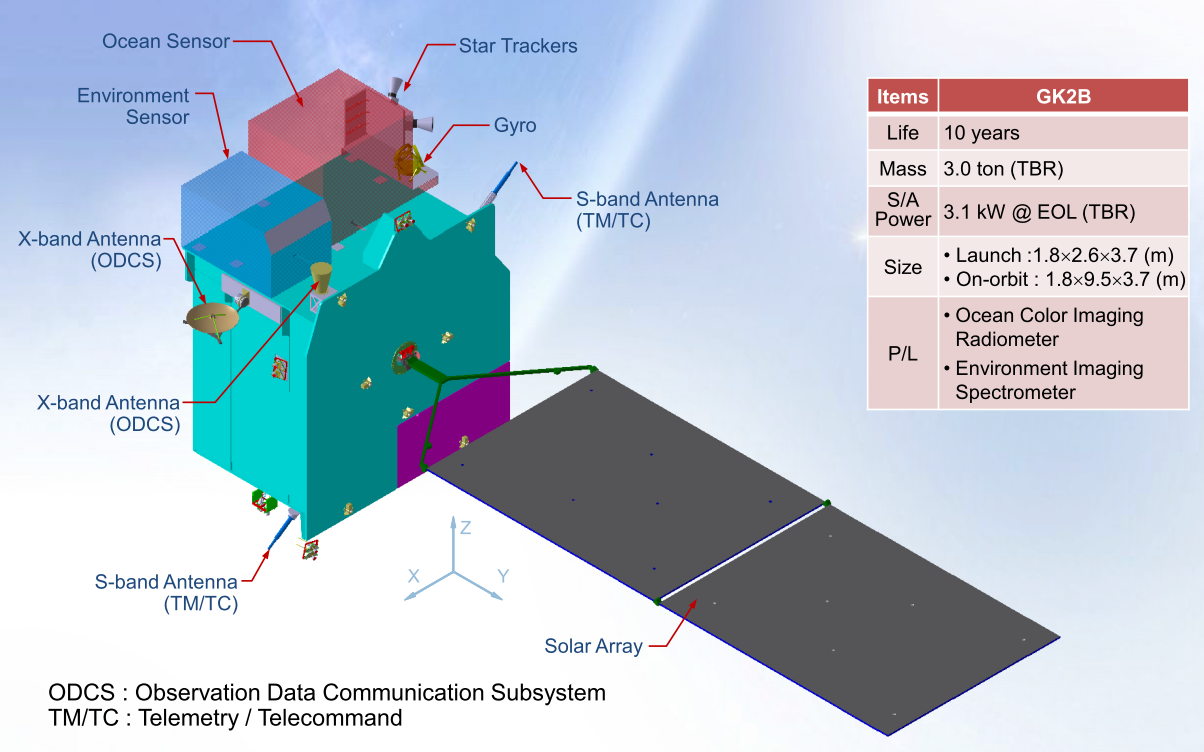 Ocean Sensor
Star Trackers
Environment
Sensor
Gyro
S-band Antenna
(TM/TC)
X-band Antenna
(ODCS)
X-band Antenna
(ODCS)
S-band Antenna
(TM/TC)
Z
X
Y
Solar Array
ODCS : Observation Data Communication Subsystem
TM/TC : Telemetry / Telecommand
Items GK2B
Life 10 years
Mass 3.0 ton (TBR)
S/A
Power
3.1 kW @ EOL (TBR)
Size
• Launch :1.8×2.6×3.7 (m)
• On-orbit : 1.8×9.5×3.7 (m)
P/L
• Ocean Color Imaging
Radiometer
• Environment Imaging
Spectrometer